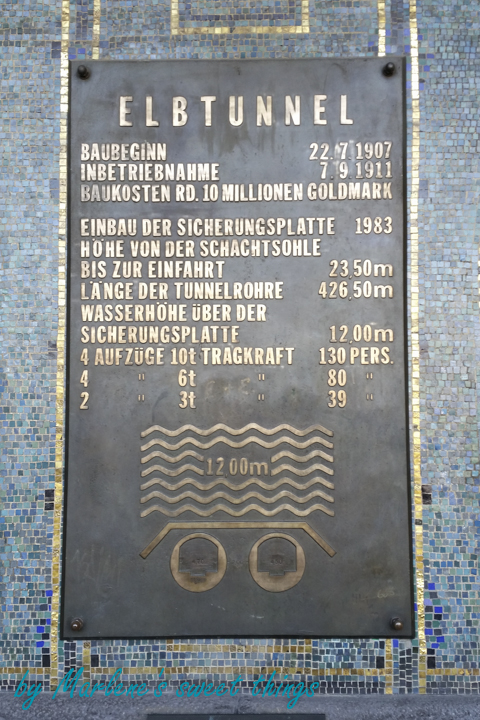 ELBTUNNEL
BAUBEGINN 22.7.1907
INBETRIEBNAHME 7.9.1911
BAUKOSTEN RD. 10 MILLIONEN GOLDMARK
EINBAU DER SICHERUNGSPLATTE 1983
HÖHE VON DER SCHACHTSOHLE
BIS ZUR EINFAHRT 23,50m
LÄNGE DER TUNNELROHRE 426,50m
WASSERHÖHE ÜBER DER
SICHERUNGSPLATTE 12,00m
4 AUFZÜGE 10t TRAGKRAFT 130 PERS.
4 " 6t " 80 "
2 " 3t " 39 "
12 00m
by Marlene's sweet things